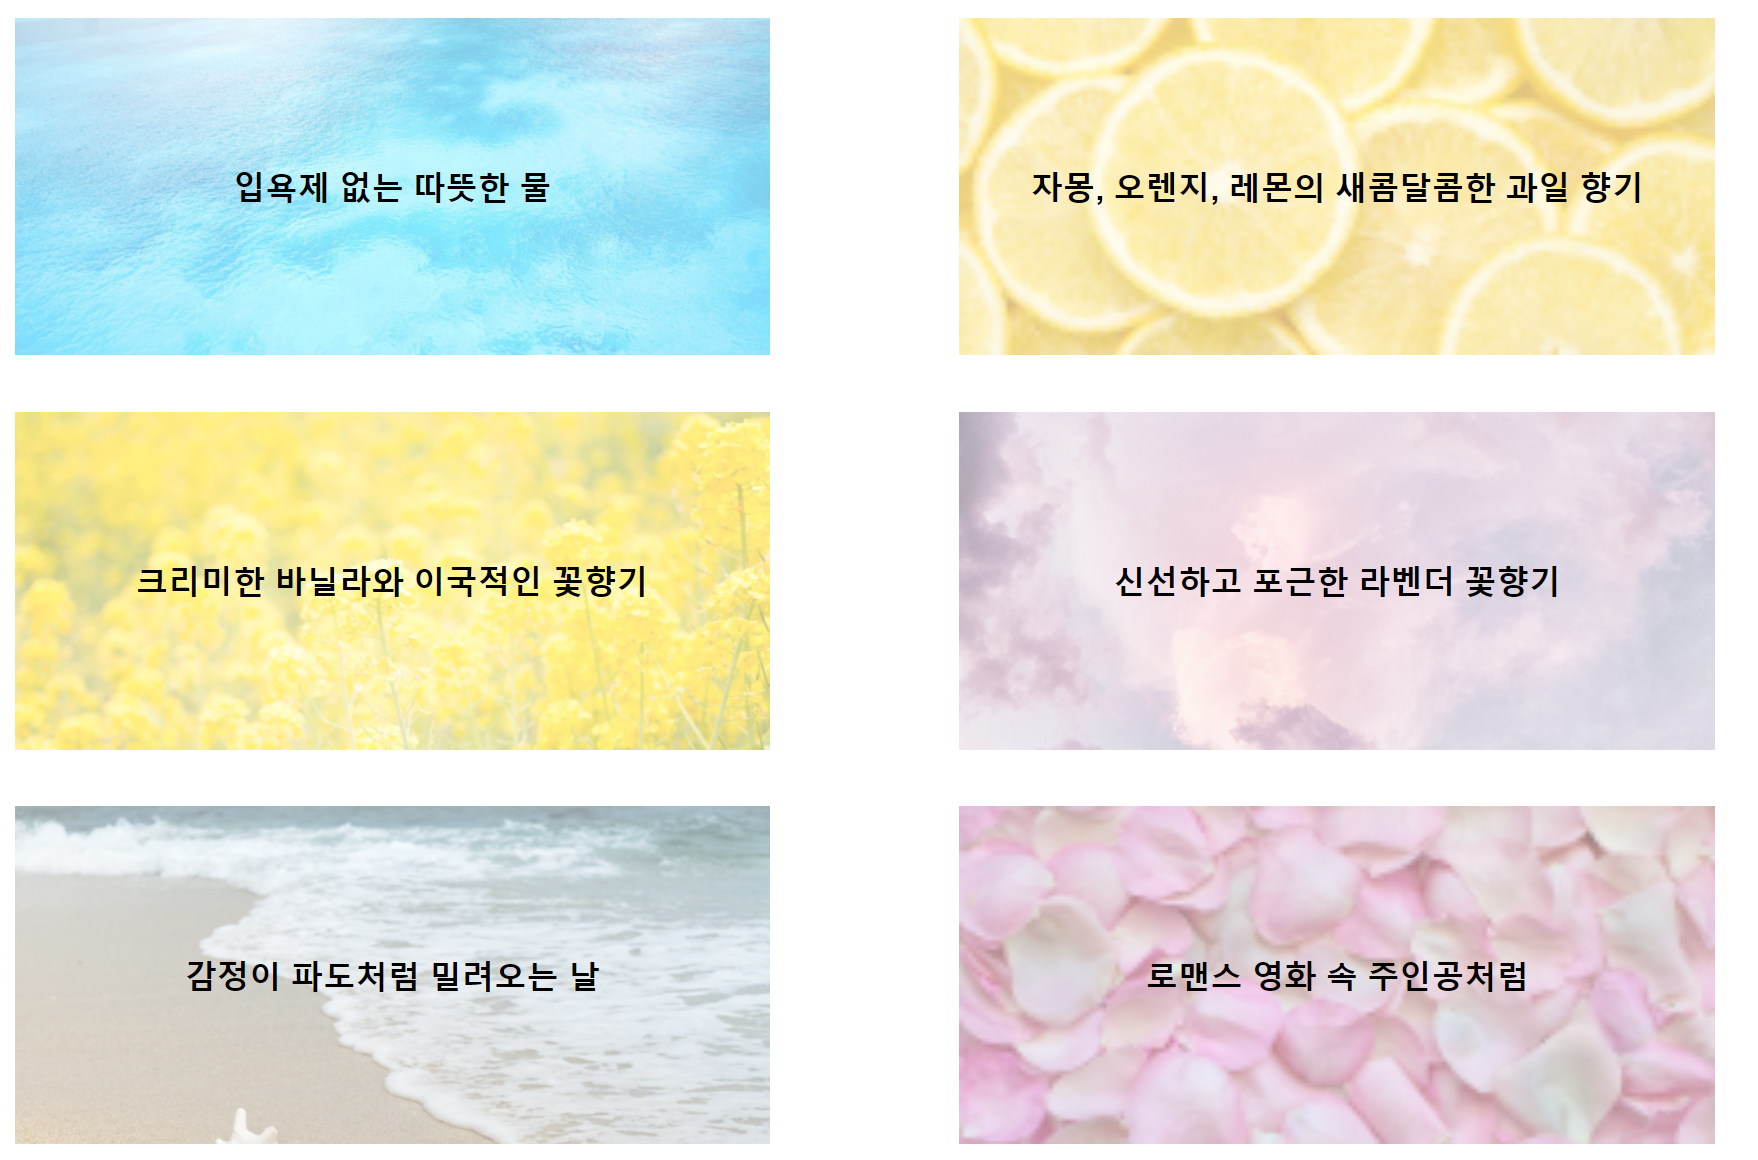 입욕제 없는 따뜻한 물
자몽, 오렌지, 레몬의 새콤달콤한 과일 향기
크리미한 바닐라와 이국적인 꽃향기
신선하고 포근한 라벤더 꽃향기
감정이 파도처럼 밀려오는 날
로맨스 영화 속 주인공처럼